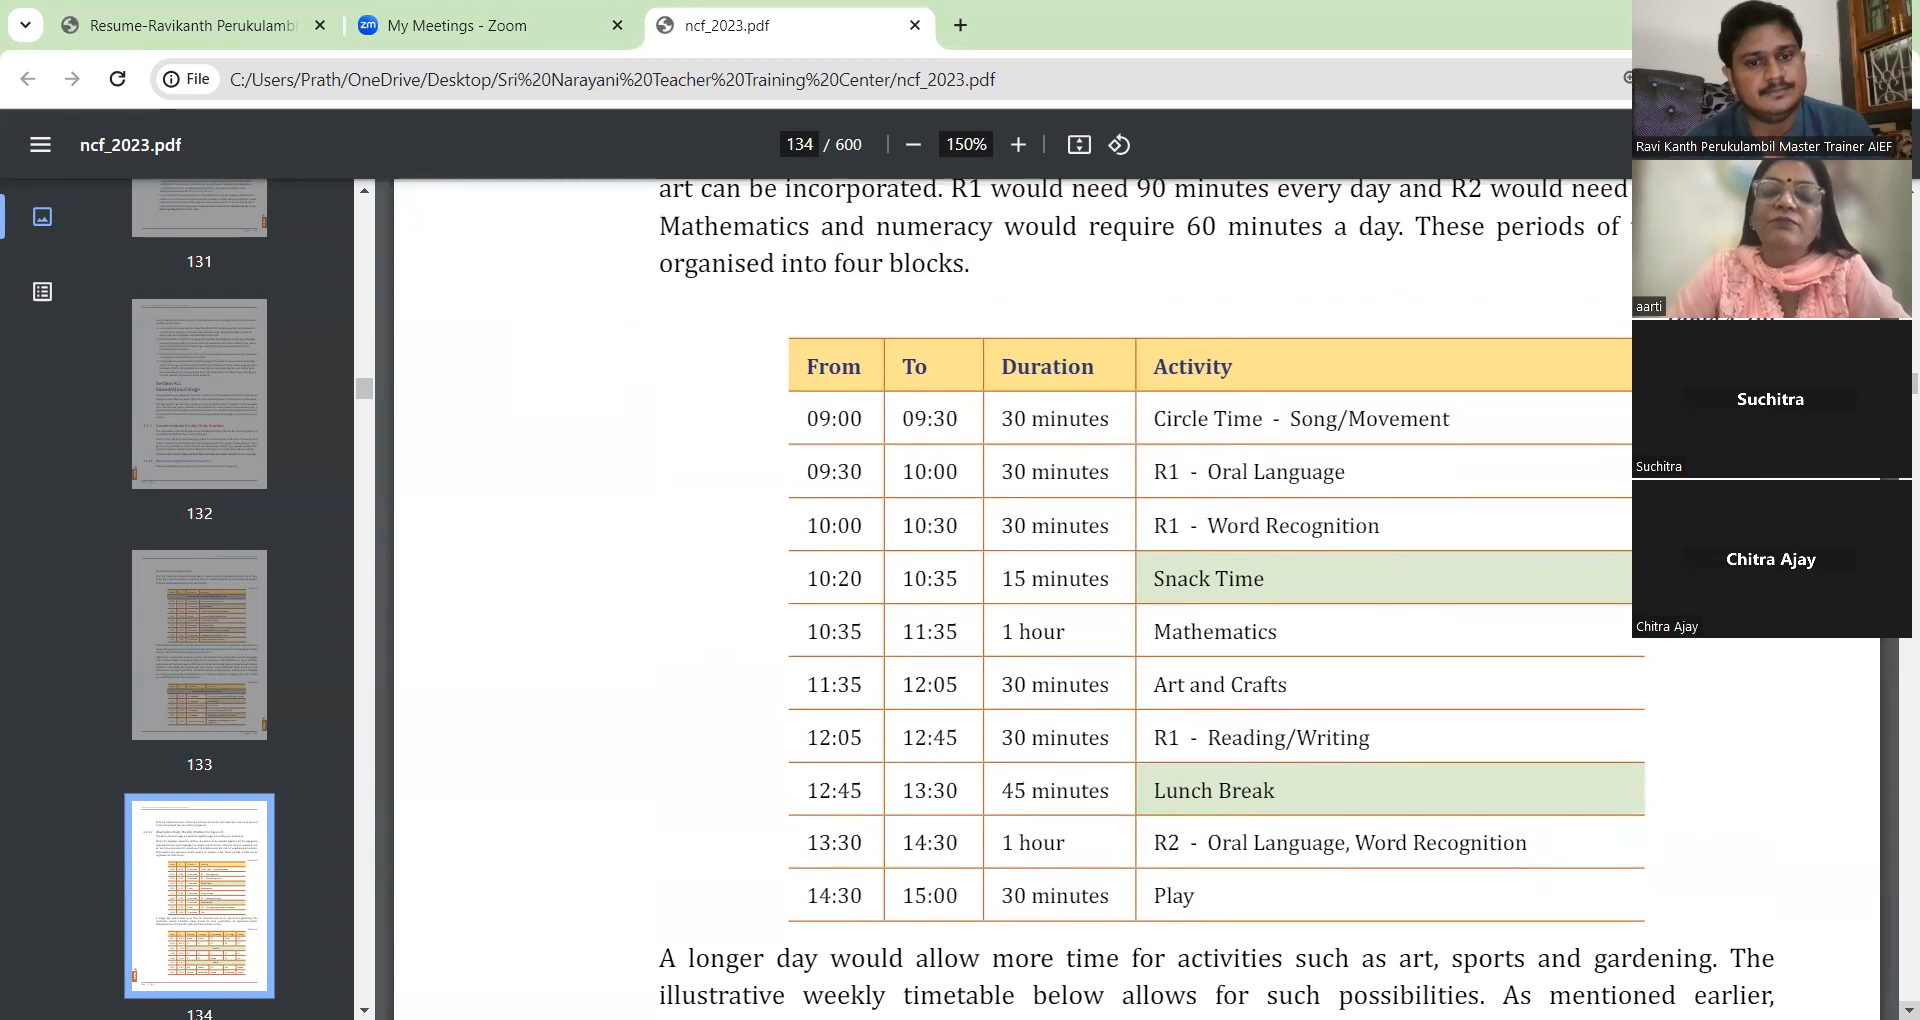 Resume-Ravikanth Perukulambi
My Meetings - Zoom
ncf_2023.pdf
File
C:/Users/Prath/OneDrive/Desktop/Sri%20Narayani%20Teacher%20Training%20Center/ncf_2023.pdf
ncf_2023.pdf
134 / 600
150%
131
132
133
134
art can be incorporated. R1 would need 90 minutes every day and R2 would need
Mathematics and numeracy would require 60 minutes a day. These periods of
organised into four blocks.
From To Duration Activity
09:00 09:30 30 minutes Circle Time - Song/Movement
09:30 10:00 30 minutes R1 - Oral Language
10:00 10:30 30 minutes R1 - Word Recognition
10:20 10:35 15 minutes Snack Time
10:35 11:35 1 hour Mathematics
11:35 12:05 30 minutes Art and Crafts
12:05 12:45 30 minutes R1 - Reading/Writing
12:45 13:30 45 minutes Lunch Break
13:30 14:30 1 hour R2 - Oral Language, Word Recognition
14:30 15:00 30 minutes Play
A longer day would allow more time for activities such as art, sports and gardening. The
illustrative weekly timetable below allows for such possibilities. As mentioned earlier,
Ravi Kanth Perukulambil Master Trainer AIEF
aarti
Suchitra
Suchitra
Chitra Ajay
Chitra Ajay